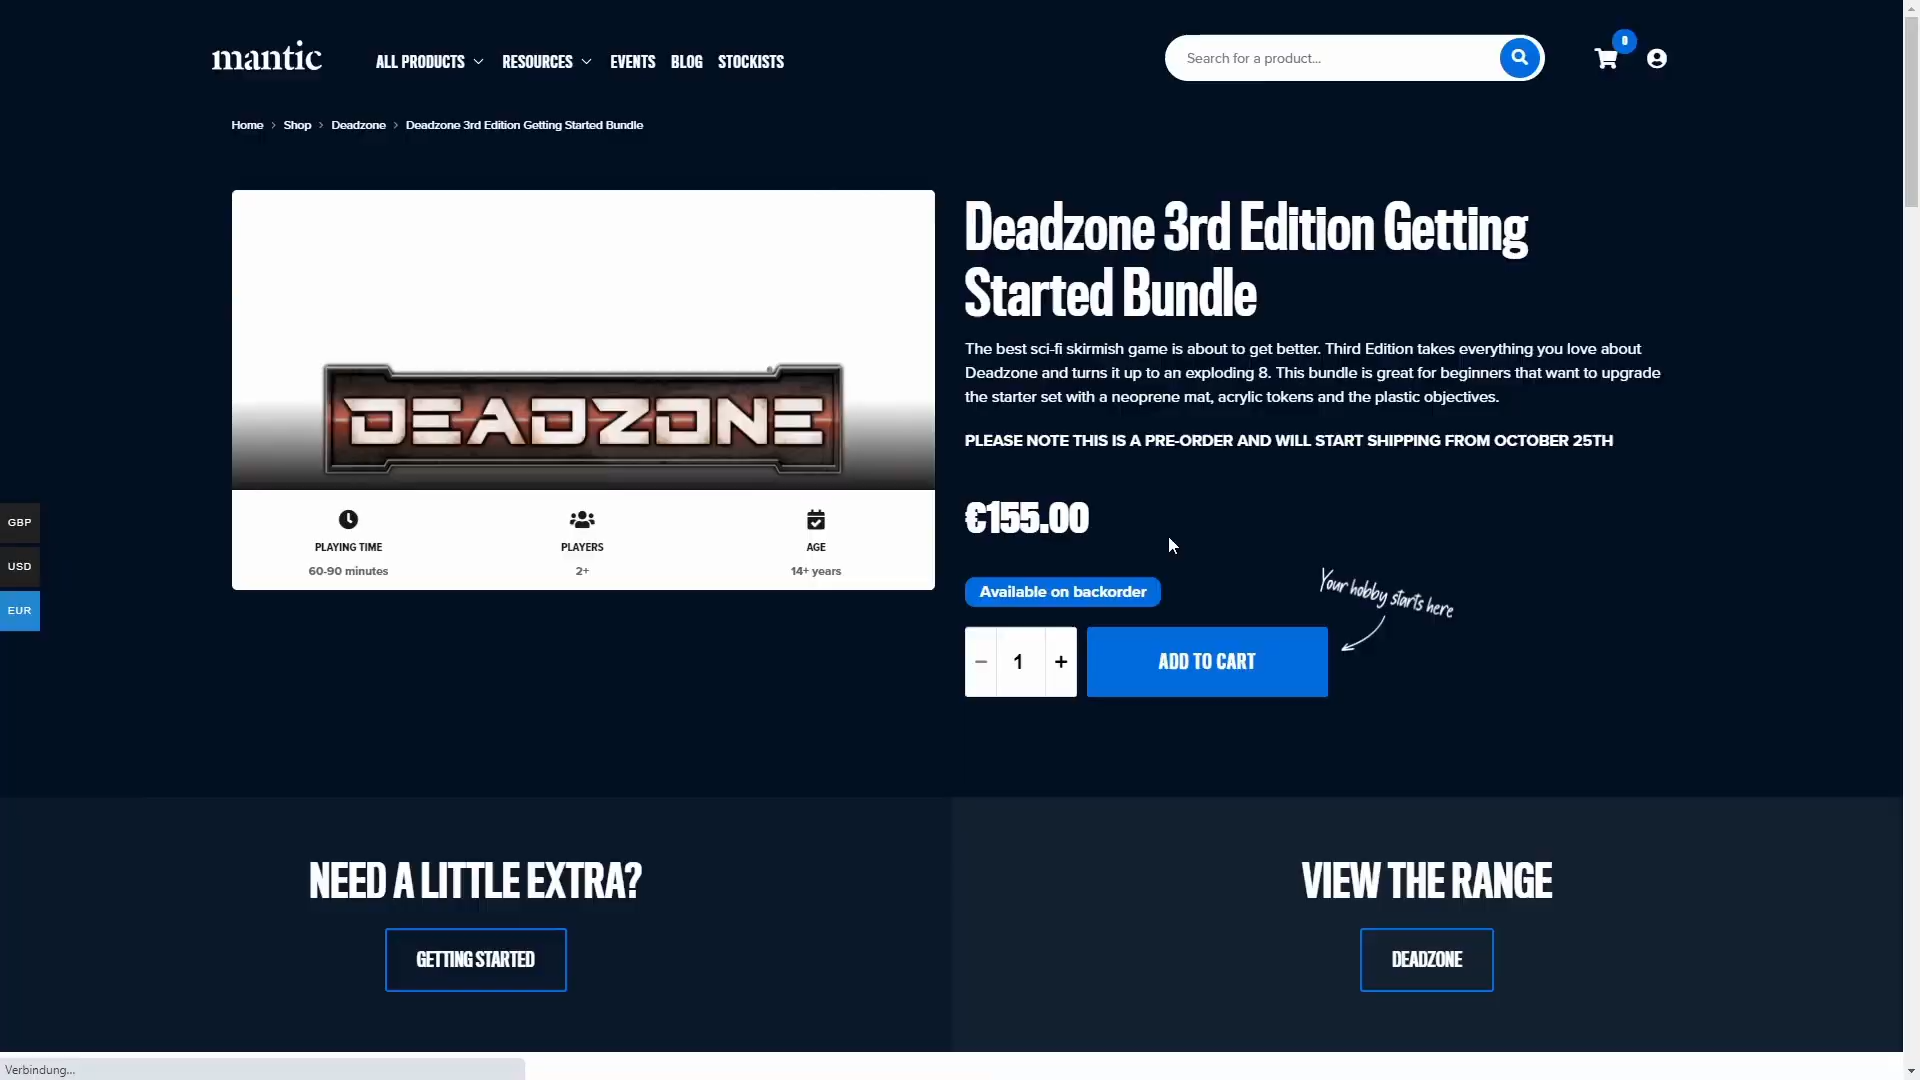 mantic
ALL PRODUCTS
RESOURCES
EVENTS
BLOG
STOCKISTS
Search for a product...
0
Home > Shop > Deadzone > Deadzone 3rd Edition Getting Started Bundle
DEADZONE
PLAYING TIME
60-90 minutes
PLAYERS
2+
AGE
14+ years
Deadzone 3rd Edition Getting
Started Bundle
The best sci-fi skirmish game is about to get better. Third Edition takes everything you love about
Deadzone and turns it up to an exploding 8. This bundle is great for beginners that want to upgrade
the starter set with a neoprene mat, acrylic tokens and the plastic objectives.
PLEASE NOTE THIS IS A PRE-ORDER AND WILL START SHIPPING FROM OCTOBER 25TH
€155.00
Available on backorder
Your hobby starts here
− 1 +
ADD TO CART
GBP
USD
EUR
NEED A LITTLE EXTRA?
GETTING STARTED
VIEW THE RANGE
DEADZONE
Verbindung...